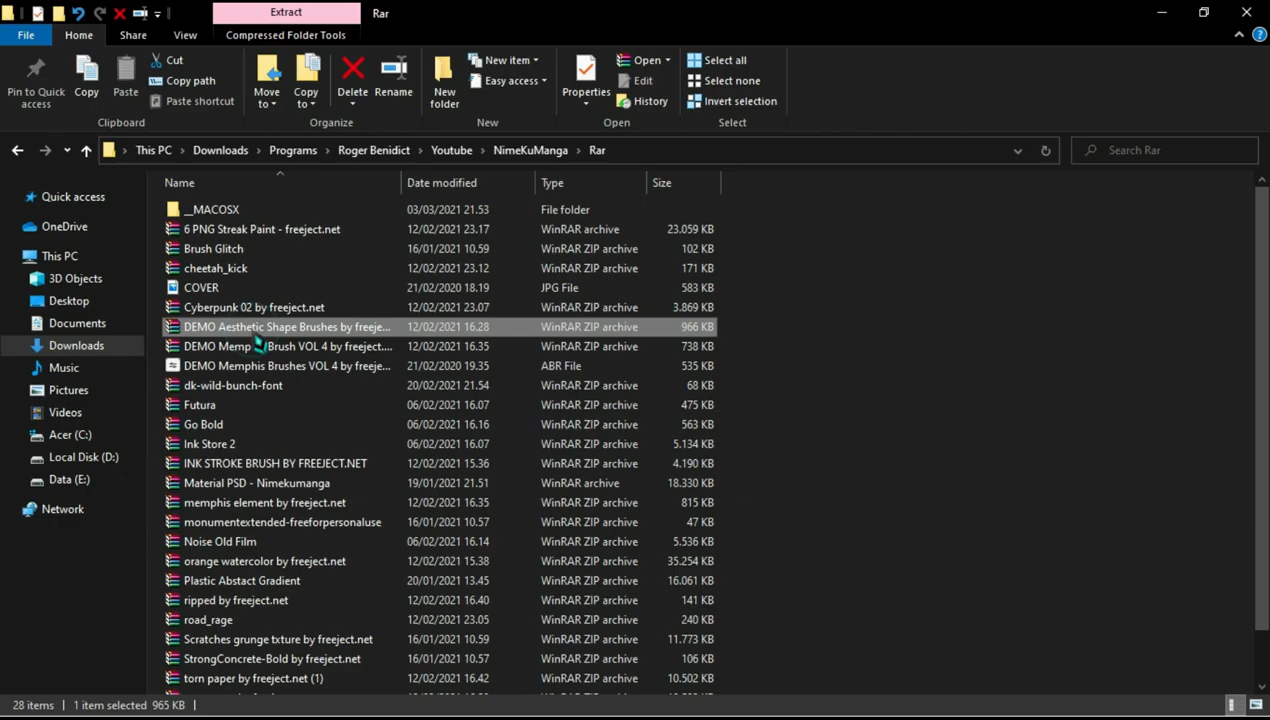 Extract
Rar
File
Home
Share
View
Compressed Folder Tools
Pin to Quick access
Copy
Paste
Cut
Copy path
Paste shortcut
Clipboard
Move to
Copy to
Delete
Rename
Organize
New folder
New item
Easy access
New
Properties
Open
Edit
History
Open
Select all
Select none
Invert selection
Select
This PC > Downloads > Programs > Roger Benidict > Youtube > NimeKuManga > Rar
Search Rar
Quick access
OneDrive
This PC
3D Objects
Desktop
Documents
Downloads
Music
Pictures
Videos
Acer (C:)
Local Disk (D:)
Data (E:)
Network
Name Date modified Type Size
__MACOSX 03/03/2021 21.53 File folder
6 PNG Streak Paint - freeject.net 12/02/2021 23.17 WinRAR archive 23.059 KB
Brush Glitch 16/01/2021 10.59 WinRAR ZIP archive 102 KB
cheetah_kick 12/02/2021 23.12 WinRAR ZIP archive 171 KB
COVER 21/02/2020 18.19 JPG File 583 KB
Cyberpunk 02 by freeject.net 12/02/2021 23.07 WinRAR ZIP archive 3.869 KB
DEMO Aesthetic Shape Brushes by freeje... 12/02/2021 16.28 WinRAR ZIP archive 966 KB
DEMO Memp Brush VOL 4 by freeject.... 12/02/2021 16.35 WinRAR ZIP archive 738 KB
DEMO Memphis Brushes VOL 4 by freeje... 21/02/2020 19.35 ABR File 535 KB
dk-wild-bunch-font 20/02/2021 21.54 WinRAR ZIP archive 68 KB
Futura 06/02/2021 16.07 WinRAR ZIP archive 475 KB
Go Bold 06/02/2021 16.16 WinRAR ZIP archive 563 KB
Ink Store 2 06/02/2021 16.07 WinRAR ZIP archive 5.134 KB
INK STROKE BRUSH BY FREEJECT.NET 12/02/2021 15.36 WinRAR ZIP archive 4.190 KB
Material PSD - Nimekumanga 19/01/2021 21.51 WinRAR archive 18.330 KB
memphis element by freeject.net 12/02/2021 16.35 WinRAR ZIP archive 815 KB
monumentextended-freeforpersonaluse 16/01/2021 10.57 WinRAR ZIP archive 47 KB
Noise Old Film 06/02/2021 16.14 WinRAR ZIP archive 5.536 KB
orange watercolor by freeject.net 12/02/2021 15.38 WinRAR ZIP archive 35.254 KB
Plastic Abstact Gradient 20/01/2021 13.45 WinRAR ZIP archive 16.061 KB
ripped by freeject.net 12/02/2021 16.40 WinRAR ZIP archive 141 KB
road_rage 12/02/2021 23.05 WinRAR ZIP archive 240 KB
Scratches grunge txture by freeject.net 16/01/2021 10.59 WinRAR ZIP archive 11.773 KB
StrongConcrete-Bold by freeject.net 16/01/2021 10.57 WinRAR ZIP archive 106 KB
torn paper by freeject.net (1) 12/02/2021 16.42 WinRAR ZIP archive 10.502 KB
28 items 1 item selected 965 KB